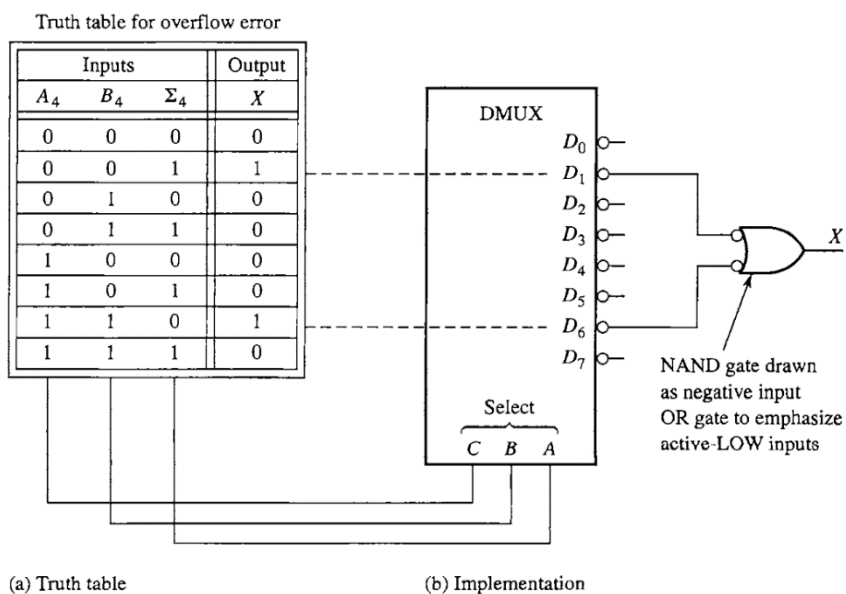 Truth table for overflow error
Inputs Output
A4 B4 Σ4 X
0 0 0 0
0 0 1 1
0 1 0 0
0 1 1 0
1 0 0 0
1 0 1 0
1 1 0 1
1 1 1 0
DMUX
D0
D1
D2
D3
D4
D5
D6
D7
Select
C B A
X
NAND gate drawn
as negative input
OR gate to emphasize
active-LOW inputs
(a) Truth table
(b) Implementation